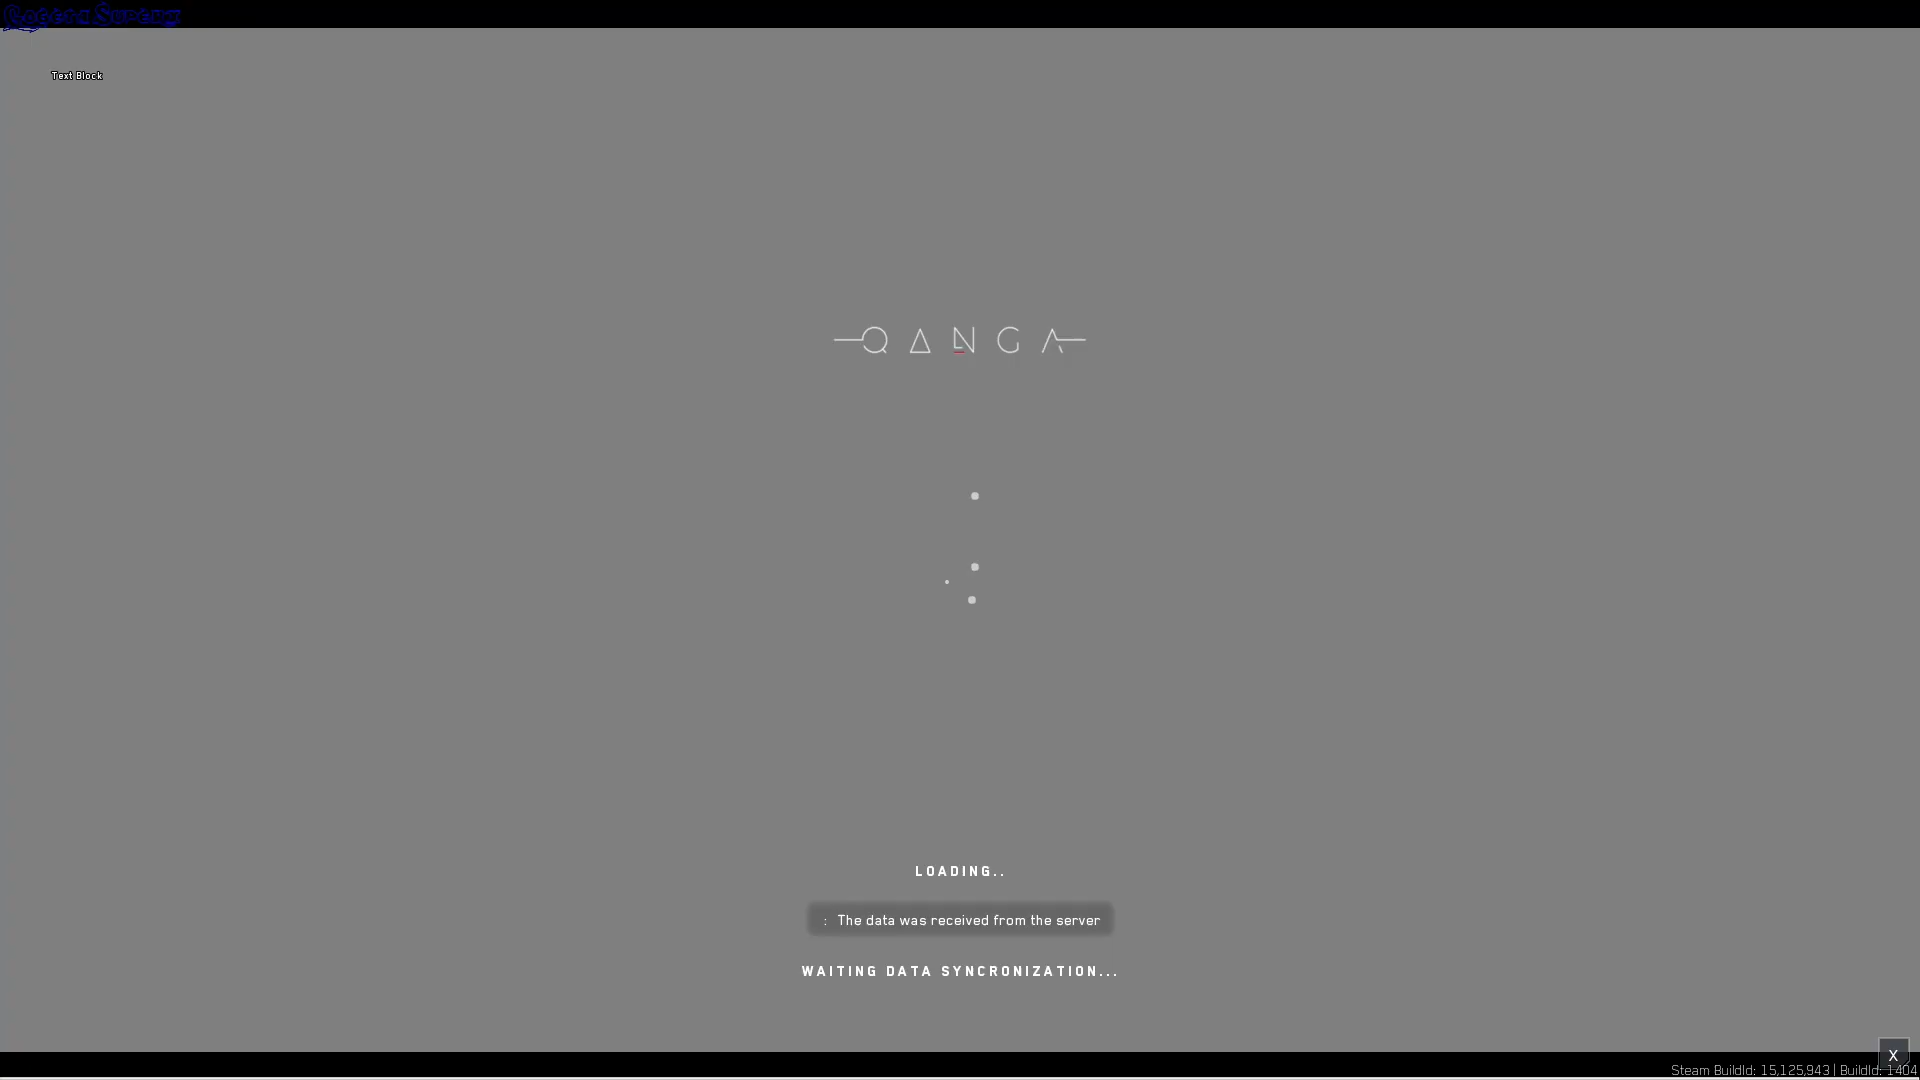 Text Block
QANGA
LOADING..
: The data was received from the server
WAITING DATA SYNCRONIZATION...
X
Steam BuildId: 15,125,943 | BuildId: 1404